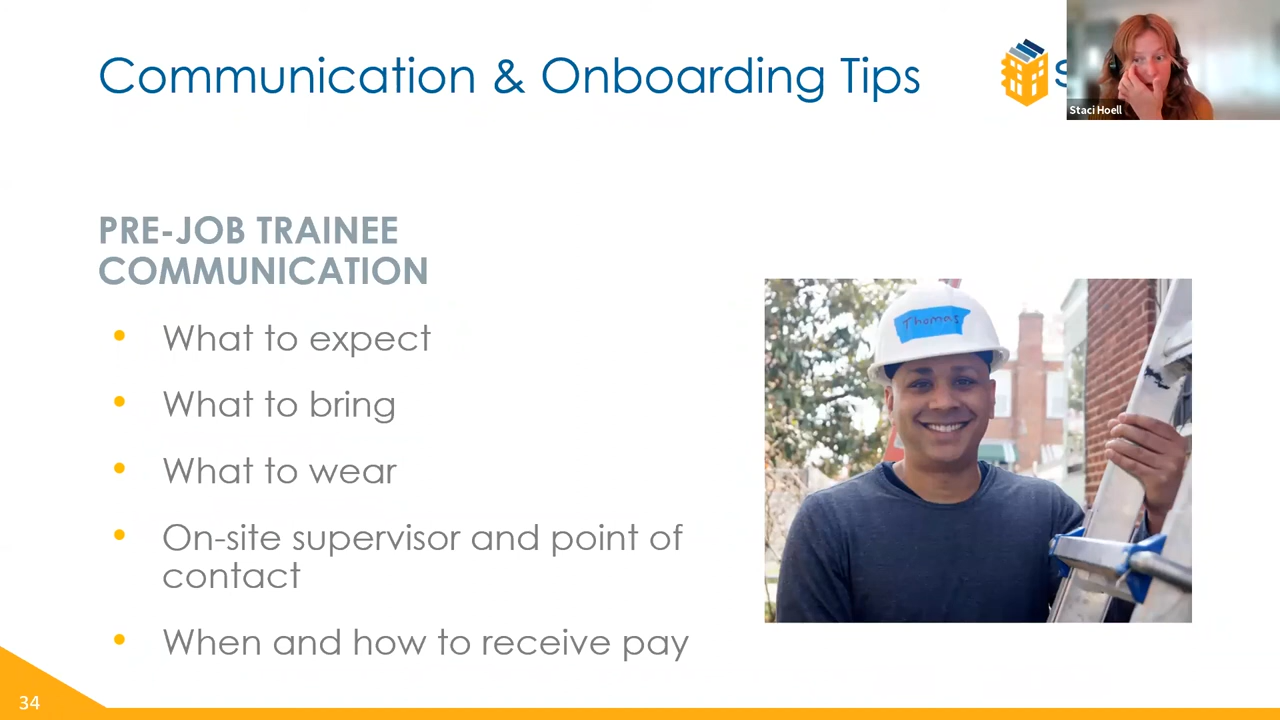 Communication & Onboarding Tips
Staci Hoell
PRE-JOB TRAINEE
COMMUNICATION
• What to expect
• What to bring
• What to wear
• On-site supervisor and point of
contact
• When and how to receive pay
Thomas
34